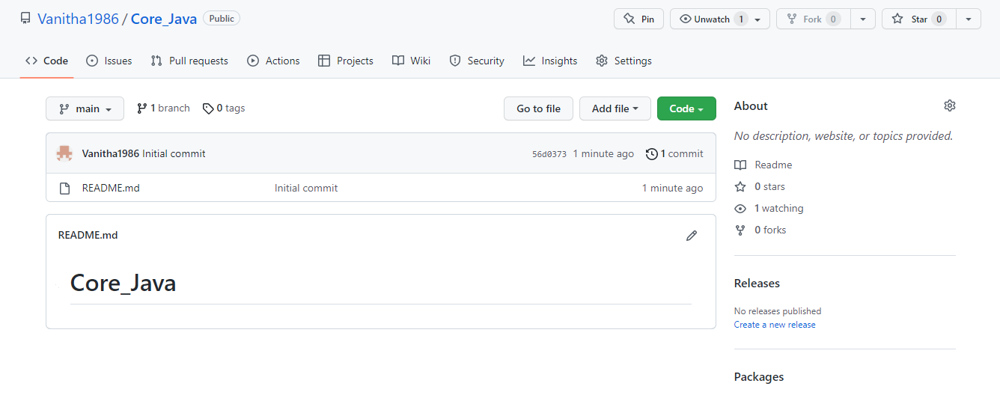 Vanitha1986 / Core_Java Public
Pin Unwatch 1 Fork 0 Star 0
Code Issues Pull requests Actions Projects Wiki Security Insights Settings
main 1 branch 0 tags Go to file Add file Code
Vanitha1986 Initial commit 56d0373 1 minute ago 1 commit
README.md Initial commit 1 minute ago
README.md
Core_Java
About
No description, website, or topics provided.
Readme
0 stars
1 watching
0 forks
Releases
No releases published
Create a new release
Packages